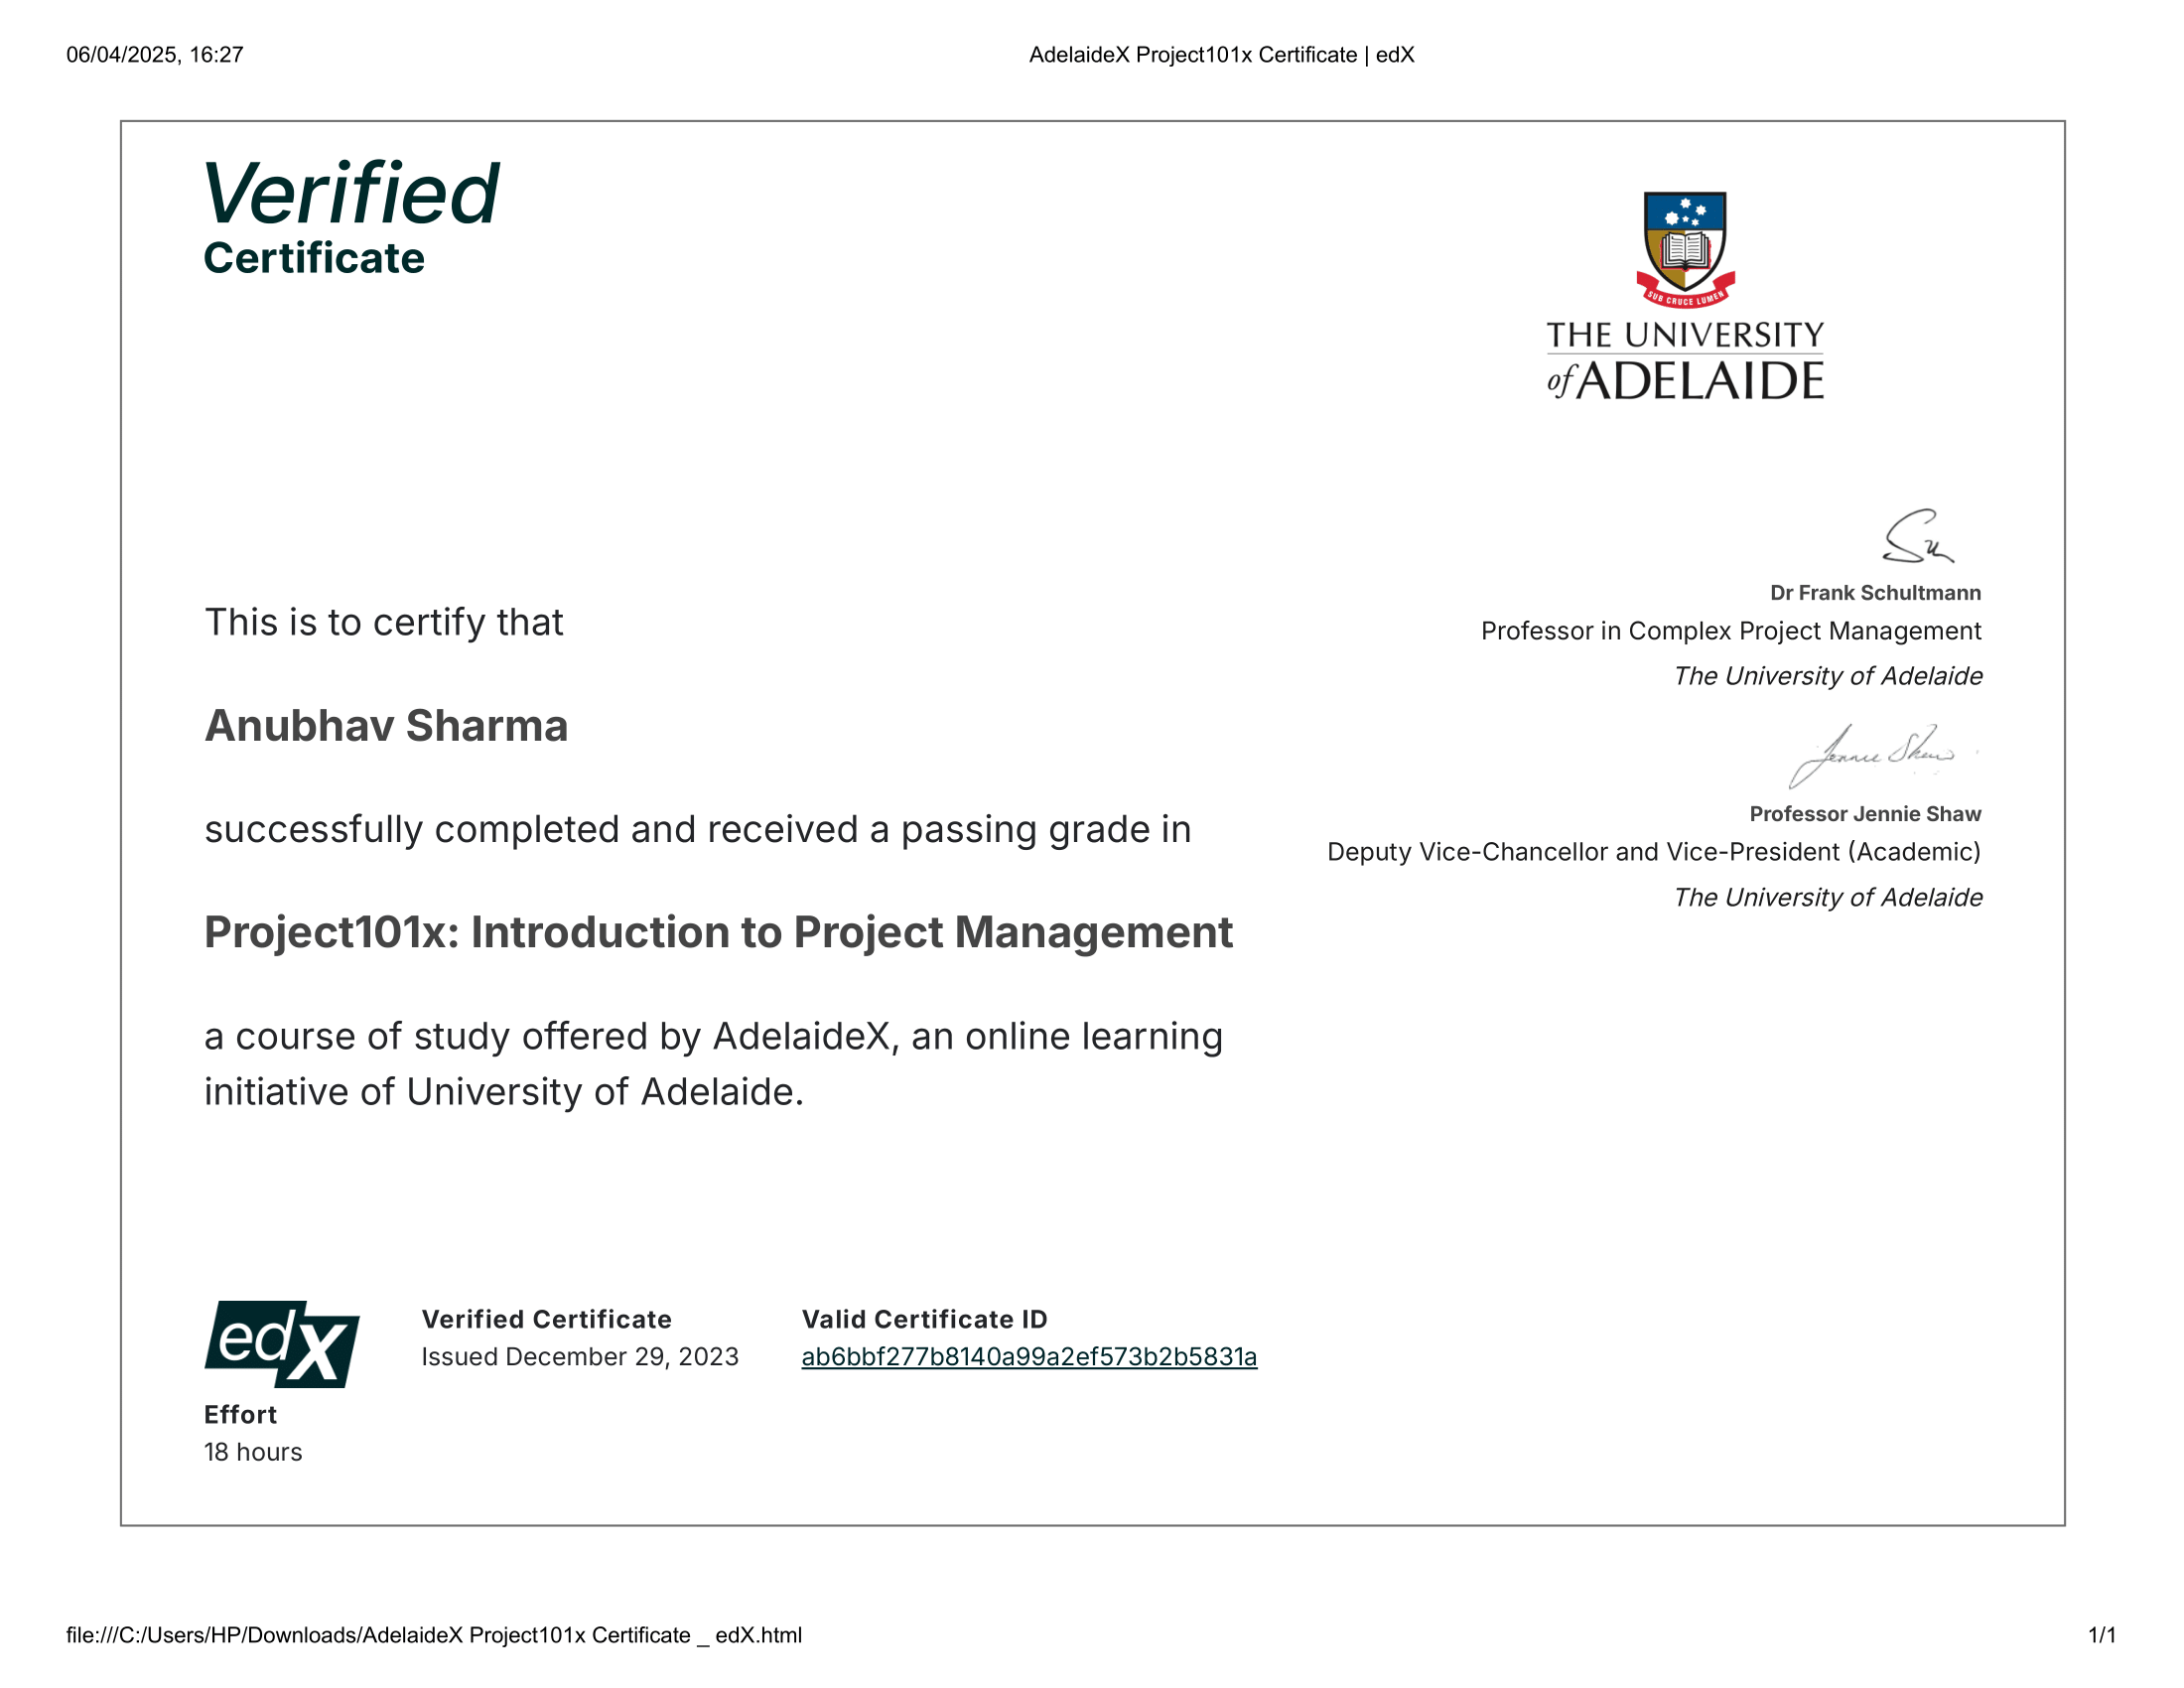 06/04/2025, 16:27
AdelaideX Project101x Certificate | edX
Verified
Certificate
SUB CRUCE LUMEN
THE UNIVERSITY
of ADELAIDE
This is to certify that
Anubhav Sharma
successfully completed and received a passing grade in
Project101x: Introduction to Project Management
a course of study offered by AdelaideX, an online learning
initiative of University of Adelaide.
Dr Frank Schultmann
Professor in Complex Project Management
The University of Adelaide
Jennie Shaw
Professor Jennie Shaw
Deputy Vice-Chancellor and Vice-President (Academic)
The University of Adelaide
edX
Verified Certificate
Issued December 29, 2023
Valid Certificate ID
ab6bbf277b8140a99a2ef573b2b5831a
Effort
18 hours
file:///C:/Users/HP/Downloads/AdelaideX Project101x Certificate _ edX.html
1/1